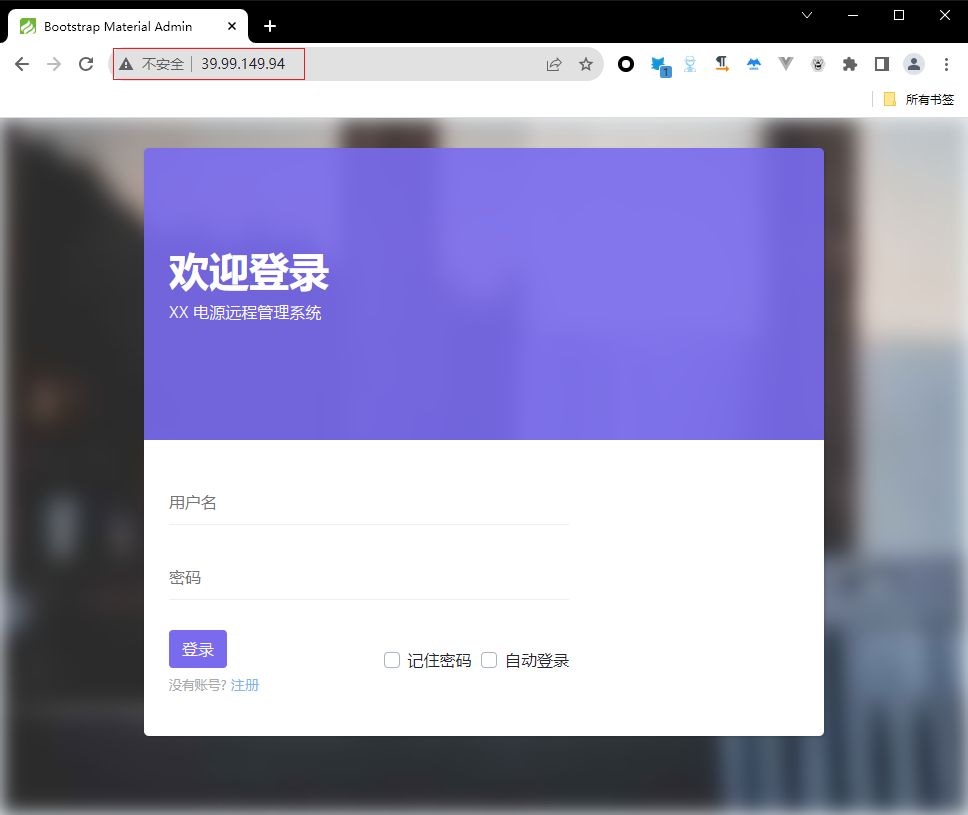 Bootstrap Material Admin
不安全 39.99.149.94
1
所有书签
欢迎登录
XX 电源远程管理系统
用户名
密码
登录
记住密码 自动登录
没有账号? 注册